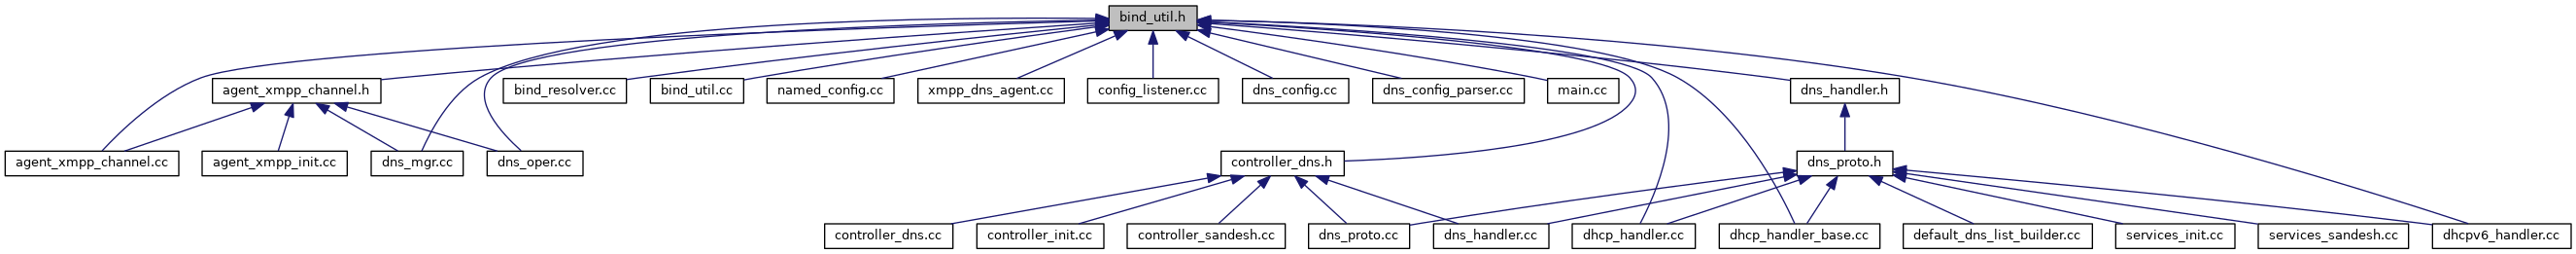 bind_util.h
agent_xmpp_channel.h
bind_resolver.cc
bind_util.cc
named_config.cc
xmpp_dns_agent.cc
config_listener.cc
dns_config.cc
dns_config_parser.cc
main.cc
dns_handler.h
agent_xmpp_channel.cc
agent_xmpp_init.cc
dns_mgr.cc
dns_oper.cc
controller_dns.h
dns_proto.h
controller_dns.cc
controller_init.cc
controller_sandesh.cc
dns_proto.cc
dns_handler.cc
dhcp_handler.cc
dhcp_handler_base.cc
default_dns_list_builder.cc
services_init.cc
services_sandesh.cc
dhcpv6_handler.cc